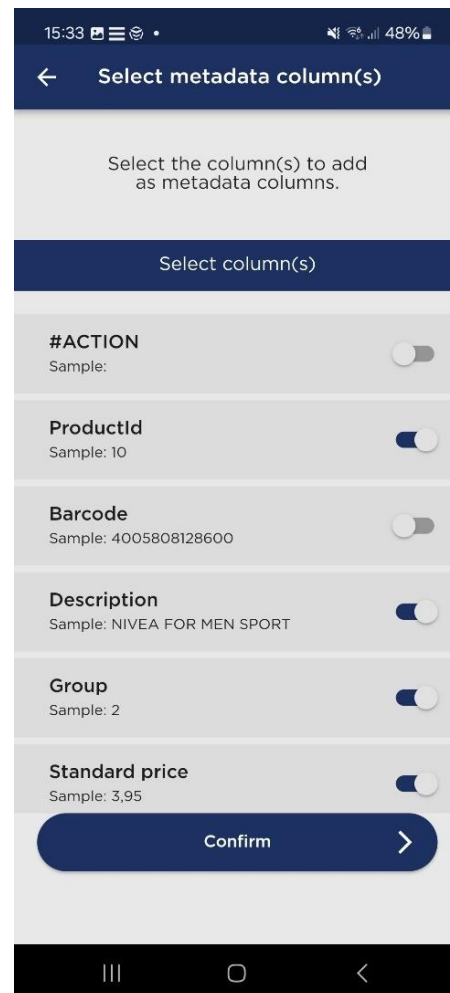 15:33
48%
Select metadata column(s)
Select the column(s) to add
as metadata columns.
Select column(s)
#ACTION
Sample:
ProductId
Sample: 10
Barcode
Sample: 4005808128600
Description
Sample: NIVEA FOR MEN SPORT
Group
Sample: 2
Standard price
Sample: 3,95
Confirm